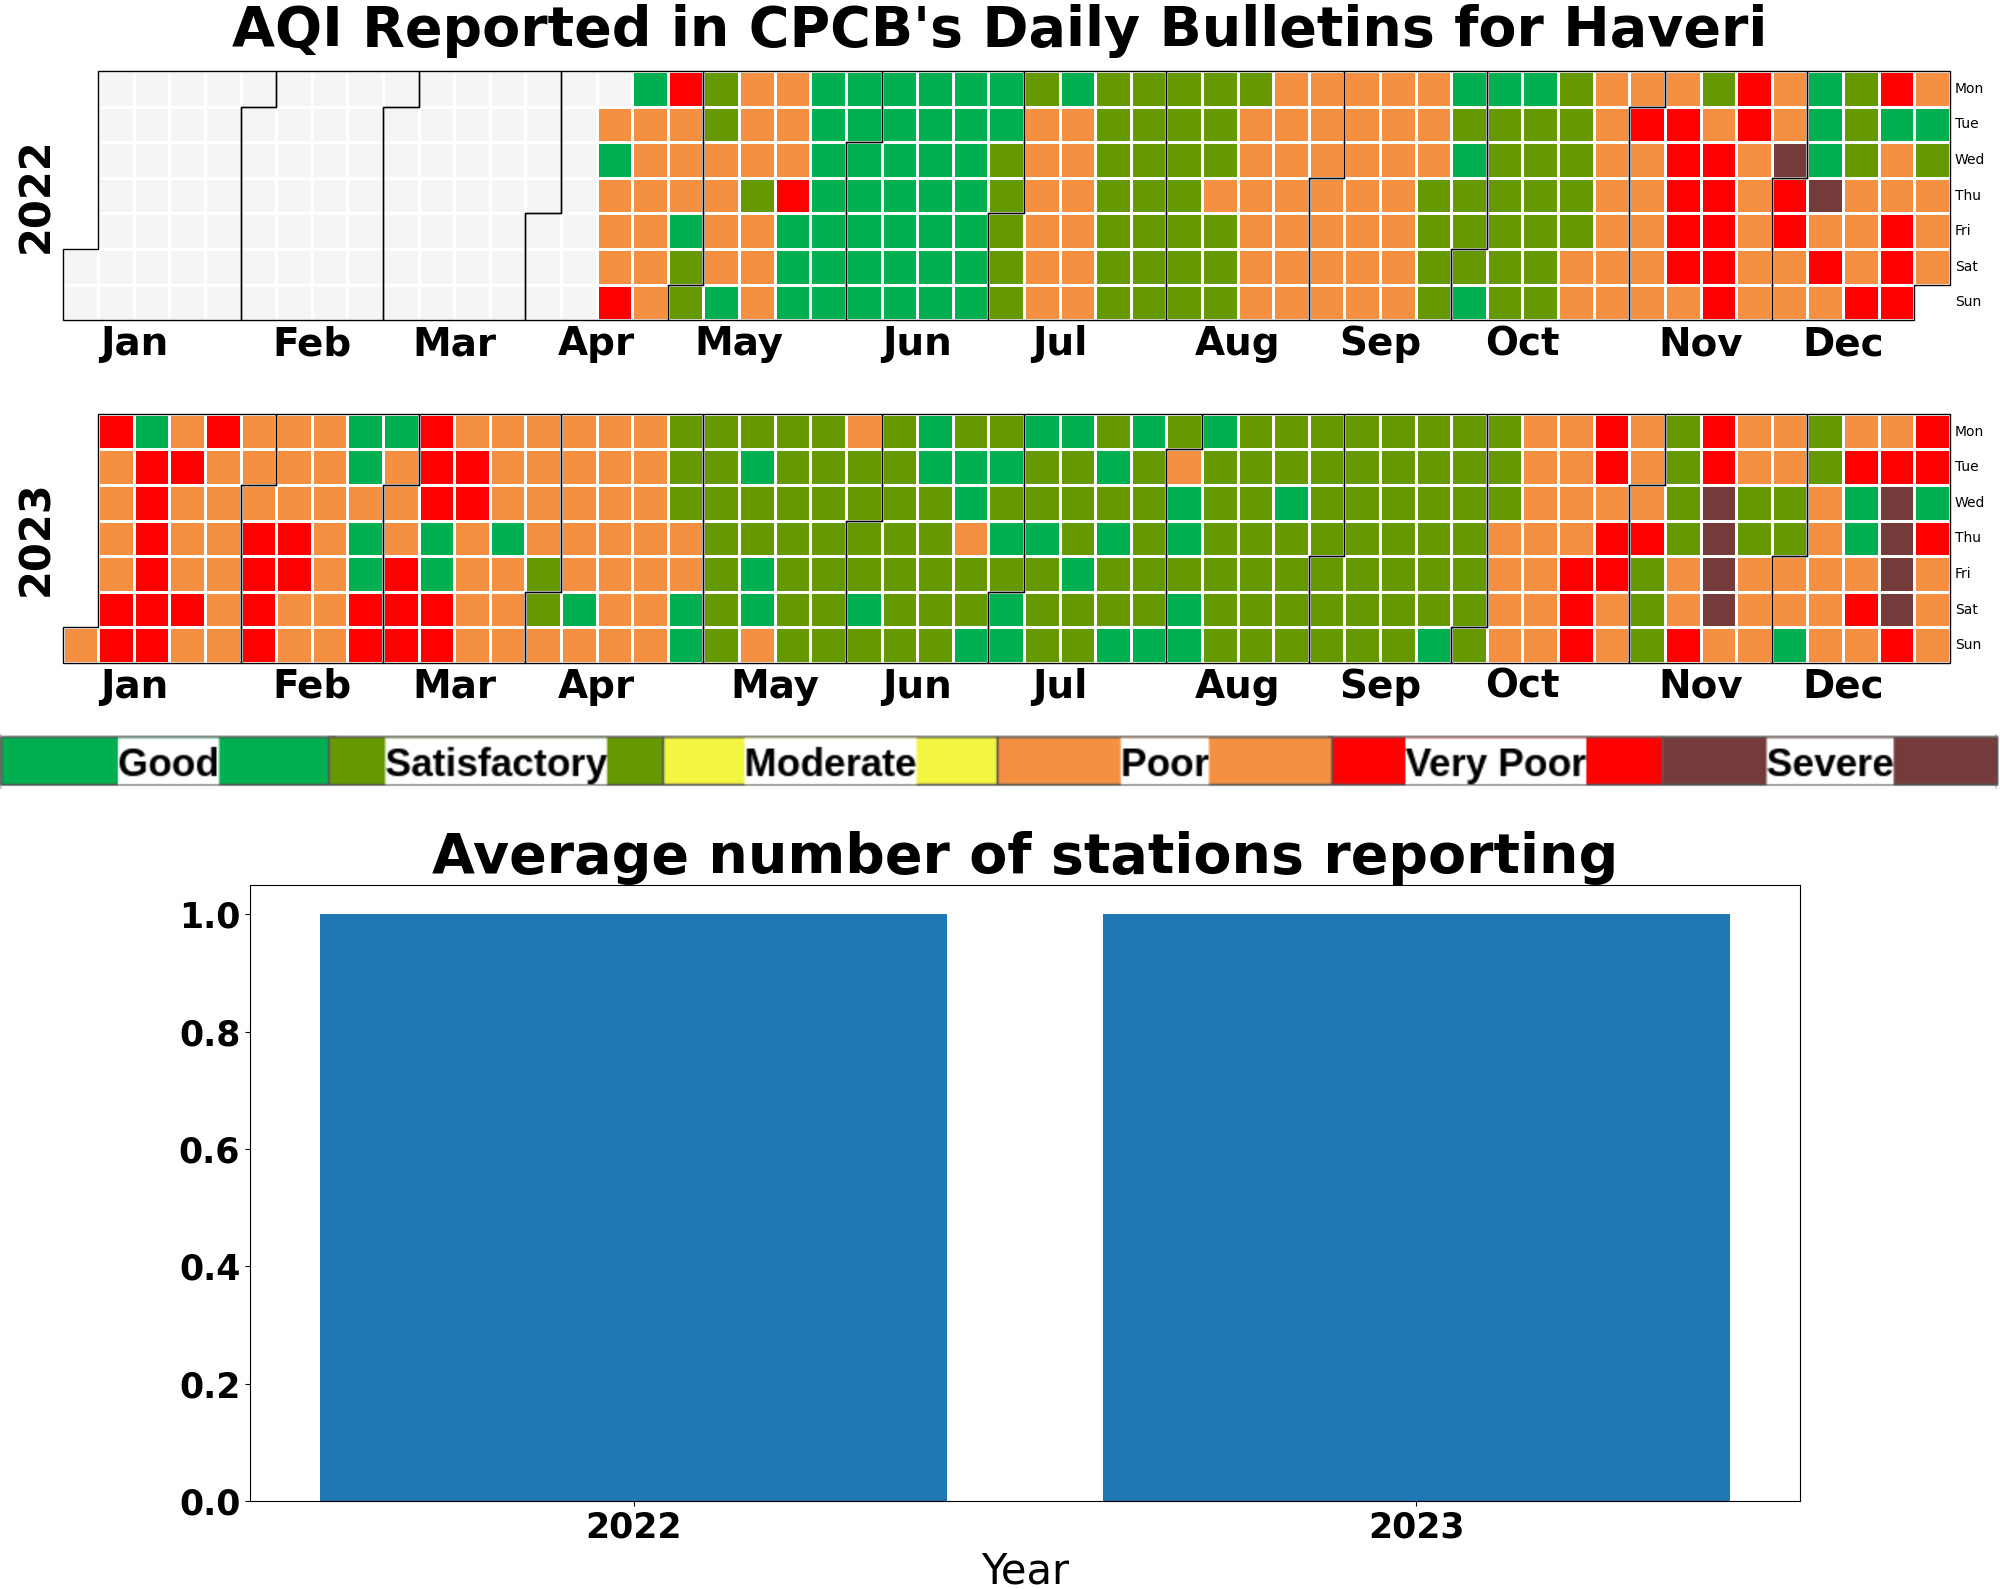 AQI Reported in CPCB's Daily Bulletins for Haveri
2022
Mon
Tue
Wed
Thu
Fri
Sat
Sun
Jan Feb Mar Apr May Jun Jul Aug Sep Oct Nov Dec
2023
Mon
Tue
Wed
Thu
Fri
Sat
Sun
Jan Feb Mar Apr May Jun Jul Aug Sep Oct Nov Dec
Good Satisfactory Moderate Poor Very Poor Severe
Average number of stations reporting
1.0
0.8
0.6
0.4
0.2
0.0
2022 2023
Year